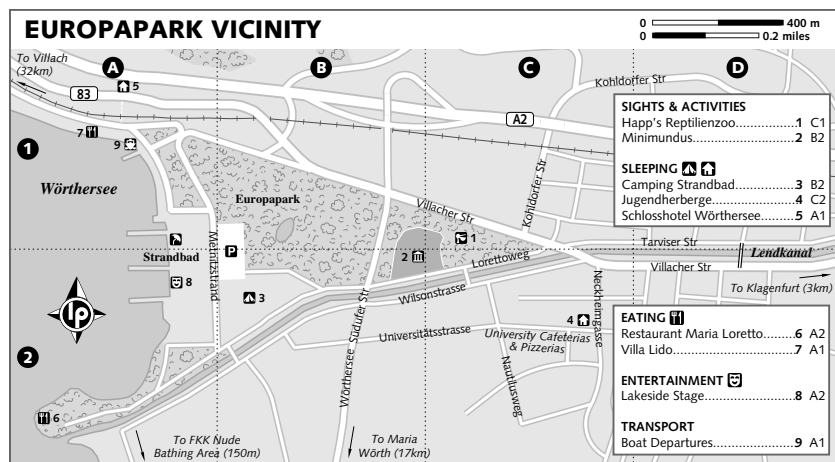 EUROPAPARK VICINITY
0 400 m
0 0.2 miles
To Villach
(32km)
A
B
C
D
83
5
A2
Kohldorfer Str
7
9
1
Wörthersee
Europapark
Villacher Str
Kohldorfer Str
SIGHTS & ACTIVITIES
Happ's Reptilienzoo 1 C1
Minimundus 2 B2
SLEEPING
Camping Strandbad 3 B2
Jugendherberge 4 C2
Schlosshotel Wörthersee 5 A1
Strandbad
Metnitzstrand
P
2
1
Lorettoweg
Tarviser Str
Lendkanal
Villacher Str
To Klagenfurt (3km)
8
3
Wilsonstrasse
Neckheimgasse
lp
Wörthersee Südufer Str
Universitätsstrasse
4
University Cafeterias
& Pizzerias
Nautilusweg
2
6
To FKK Nude
Bathing Area (150m)
To Maria
Wörth (17km)
EATING
Restaurant Maria Loretto 6 A2
Villa Lido 7 A1
ENTERTAINMENT
Lakeside Stage 8 A2
TRANSPORT
Boat Departures 9 A1